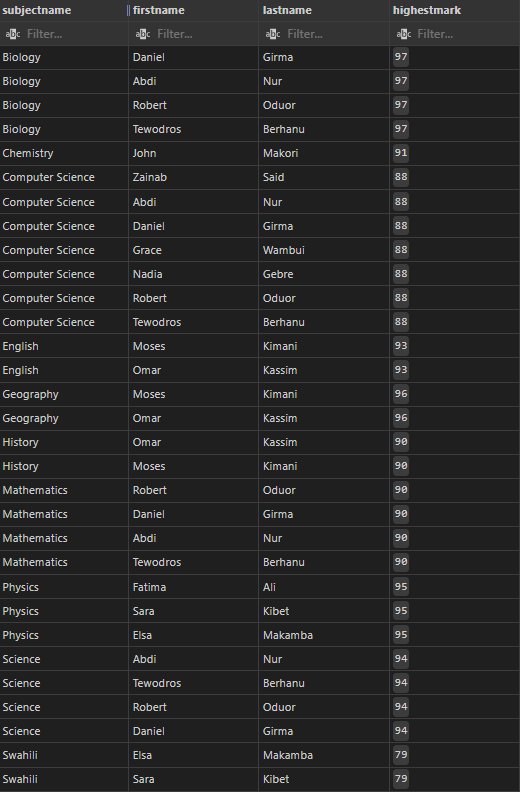 subjectname firstname lastname highestmark
abc Filter... abc Filter... abc Filter... abc Filter...
Biology Daniel Girma 97
Biology Abdi Nur 97
Biology Robert Oduor 97
Biology Tewodros Berhanu 97
Chemistry John Makori 91
Computer Science Zainab Said 88
Computer Science Abdi Nur 88
Computer Science Daniel Girma 88
Computer Science Grace Wambui 88
Computer Science Nadia Gebre 88
Computer Science Robert Oduor 88
Computer Science Tewodros Berhanu 88
English Moses Kimani 93
English Omar Kassim 93
Geography Moses Kimani 96
Geography Omar Kassim 96
History Omar Kassim 90
History Moses Kimani 90
Mathematics Robert Oduor 90
Mathematics Daniel Girma 90
Mathematics Abdi Nur 90
Mathematics Tewodros Berhanu 90
Physics Fatima Ali 95
Physics Sara Kibet 95
Physics Elsa Makamba 95
Science Abdi Nur 94
Science Tewodros Berhanu 94
Science Robert Oduor 94
Science Daniel Girma 94
Swahili Elsa Makamba 79
Swahili Sara Kibet 79